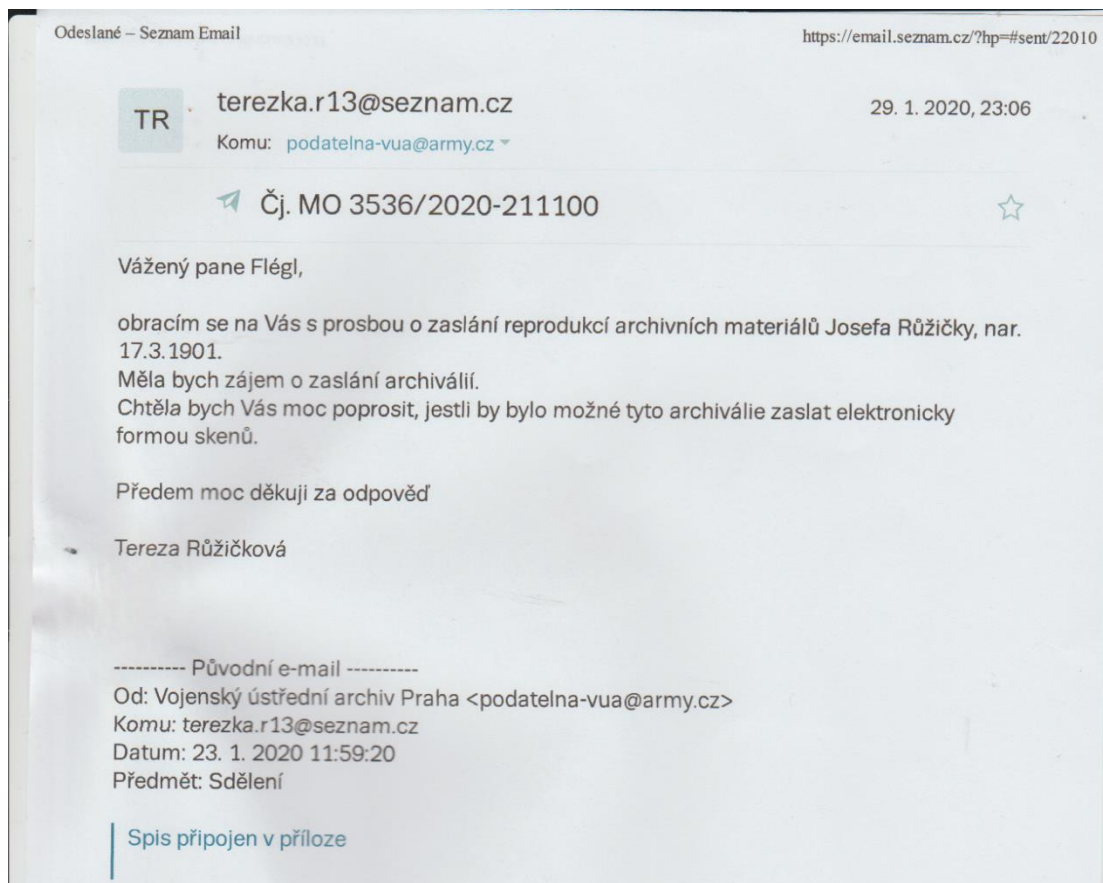 Odeslané – Seznam Email
https://email.seznam.cz/?hp=#sent/22010
TR
terezka.r13@seznam.cz
29. 1. 2020, 23:06
Komu: podatelna-vua@army.cz
Čj. MO 3536/2020-211100
Vážený pane Flégl,
obracím se na Vás s prosbou o zaslání reprodukcí archivních materiálů Josefa Růžičky, nar.
17.3.1901.
Měla bych zájem o zaslání archiválií.
Chtěla bych Vás moc poprosit, jestli by bylo možné tyto archiválie zaslat elektronicky
formou skenů.
Předem moc děkuji za odpověď
Tereza Růžičková
---------- Původní e-mail ----------
Od: Vojenský ústřední archiv Praha <podatelna-vua@army.cz>
Komu: terezka.r13@seznam.cz
Datum: 23. 1. 2020 11:59:20
Předmět: Sdělení
Spis připojen v příloze